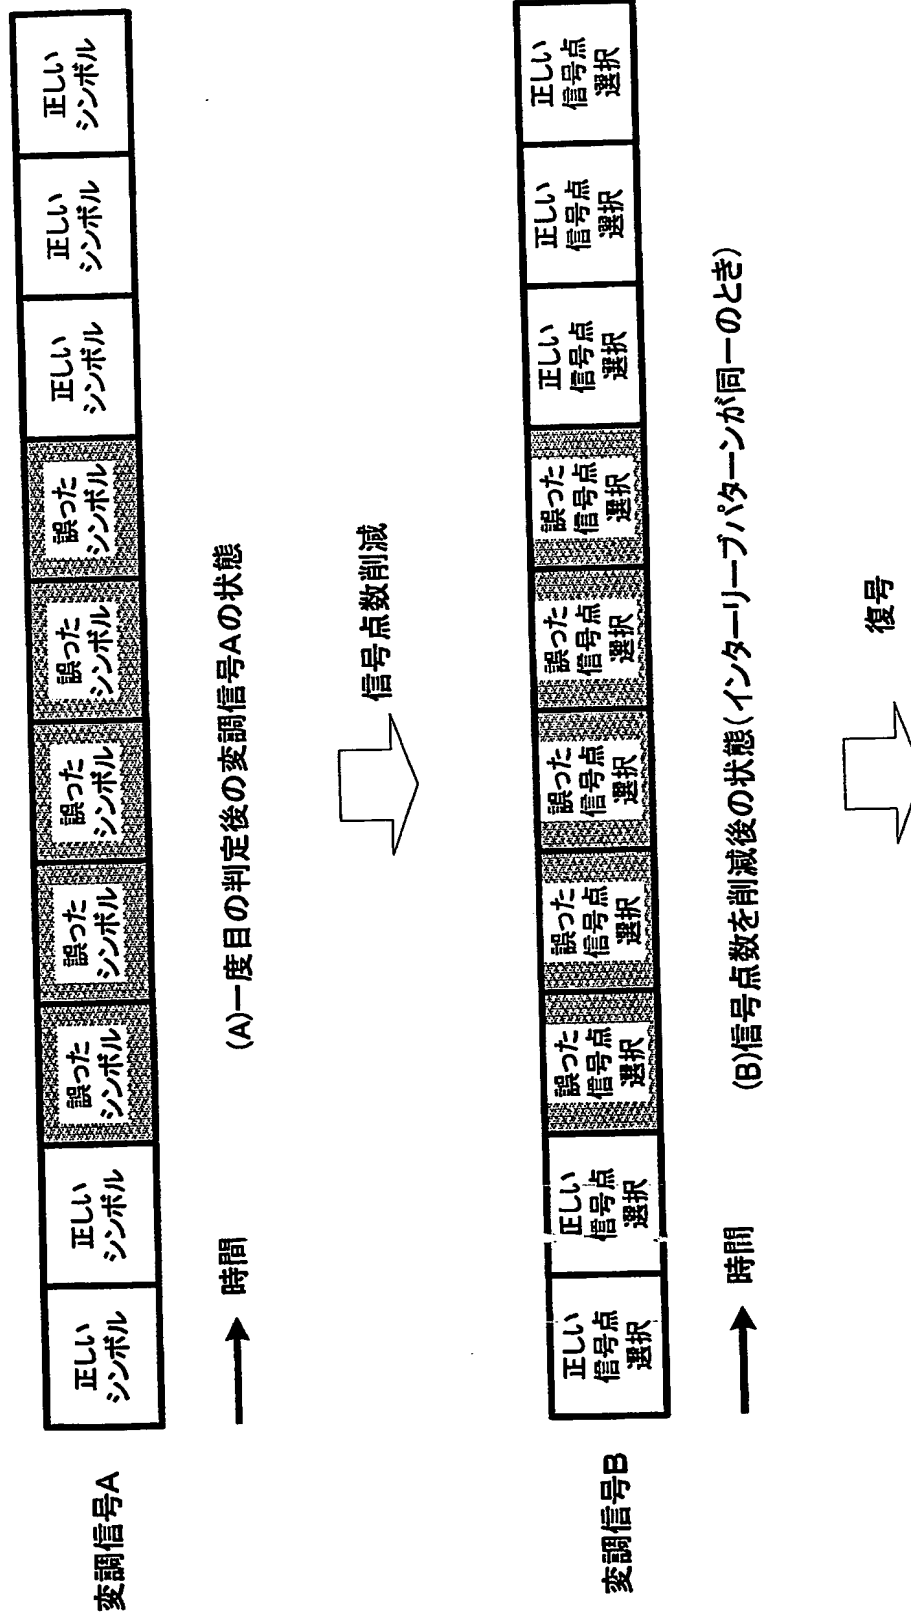 変調信号A
正しい
シンボル
正しい
シンボル
誤った
シンボル
誤った
シンボル
誤った
シンボル
誤った
シンボル
誤った
シンボル
正しい
シンボル
正しい
シンボル
正しい
シンボル
時間
(A)一度目の判定後の変調信号Aの状態
信号点数削減
変調信号B
正しい
信号点
選択
正しい
信号点
選択
誤った
信号点
選択
誤った
信号点
選択
誤った
信号点
選択
誤った
信号点
選択
誤った
信号点
選択
正しい
信号点
選択
正しい
信号点
選択
正しい
信号点
選択
時間
(B)信号点数を削減後の状態(インターリーブパターンが同一のとき)
復号